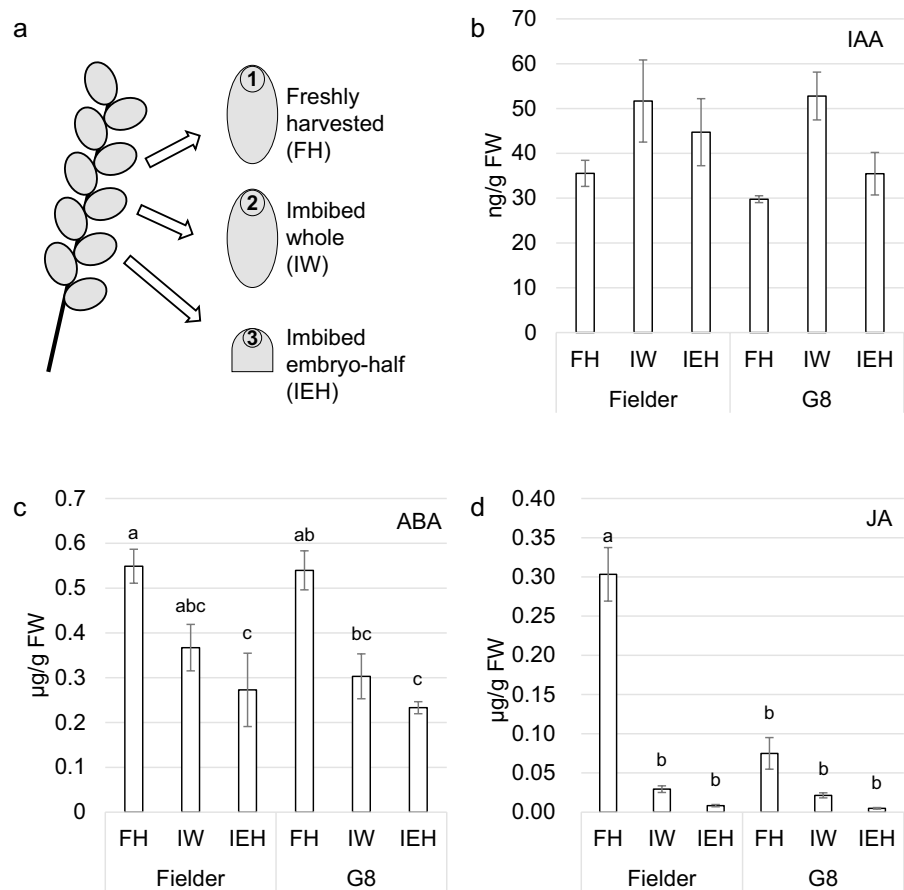 a
1
Freshly
harvested
(FH)
2
Imbibed
whole
(IW)
3
Imbibed
embryo-half
(IEH)
b
IAA
ng/g FW
70
60
50
40
30
20
10
0
FH IW IEH FH IW IEH
Fielder G8
c
ABA
µg/g FW
0.7
0.6
0.5
0.4
0.3
0.2
0.1
0
a abc c ab bc c
FH IW IEH FH IW IEH
Fielder G8
d
JA
µg/g FW
0.40
0.35
0.30
0.25
0.20
0.15
0.10
0.05
0.00
a b b b b b
FH IW IEH FH IW IEH
Fielder G8